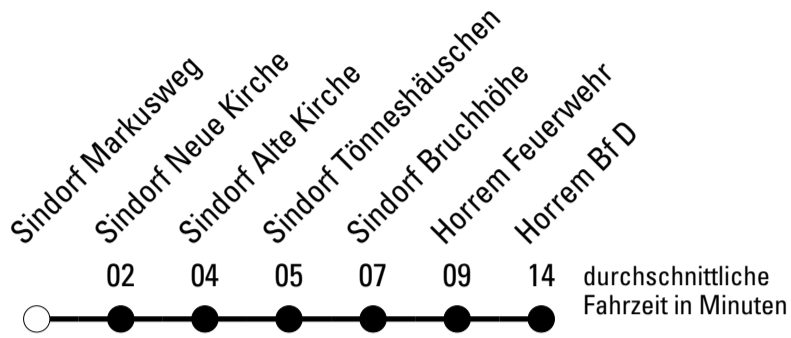 Sindorf Markusweg
Sindorf Neue Kirche
Sindorf Alte Kirche
Sindorf Tönneshäuschen
Sindorf Bruchhöhe
Horrem Feuerwehr
Horrem Bf D
02 04 05 07 09 14
durchschnittliche
Fahrzeit in Minuten